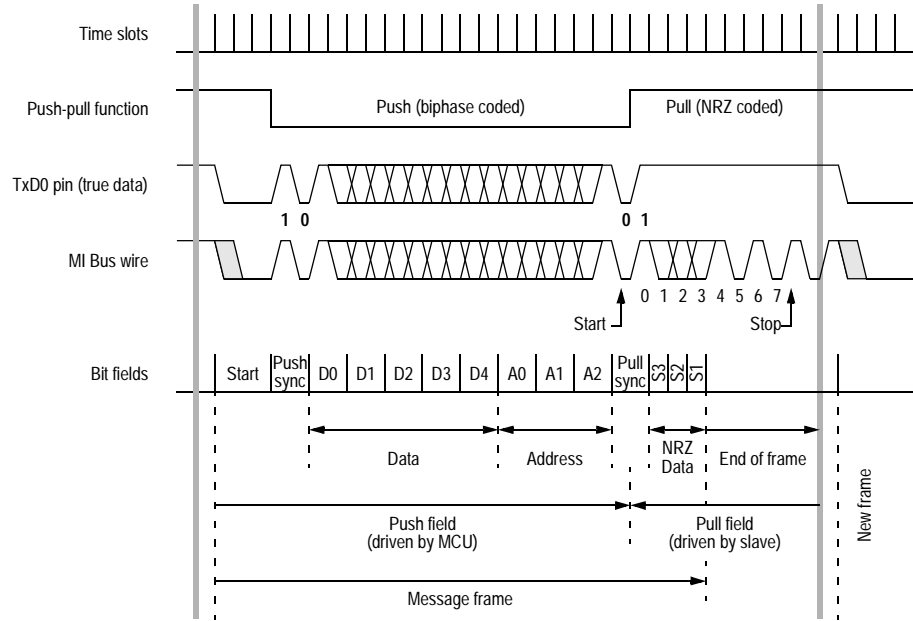 Time slots
Push-pull function
Push (biphase coded)
Pull (NRZ coded)
TxD0 pin (true data)
1 0
0 1
MI Bus wire
0 1 2 3 4 5 6 7
Start
Stop
Bit fields
Start
Push
sync
D0
D1
D2
D3
D4
A0
A1
A2
Pull
sync
S3
S2
S1
Data
Address
NRZ
Data
End of frame
Push field
(driven by MCU)
Pull field
(driven by slave)
New frame
Message frame